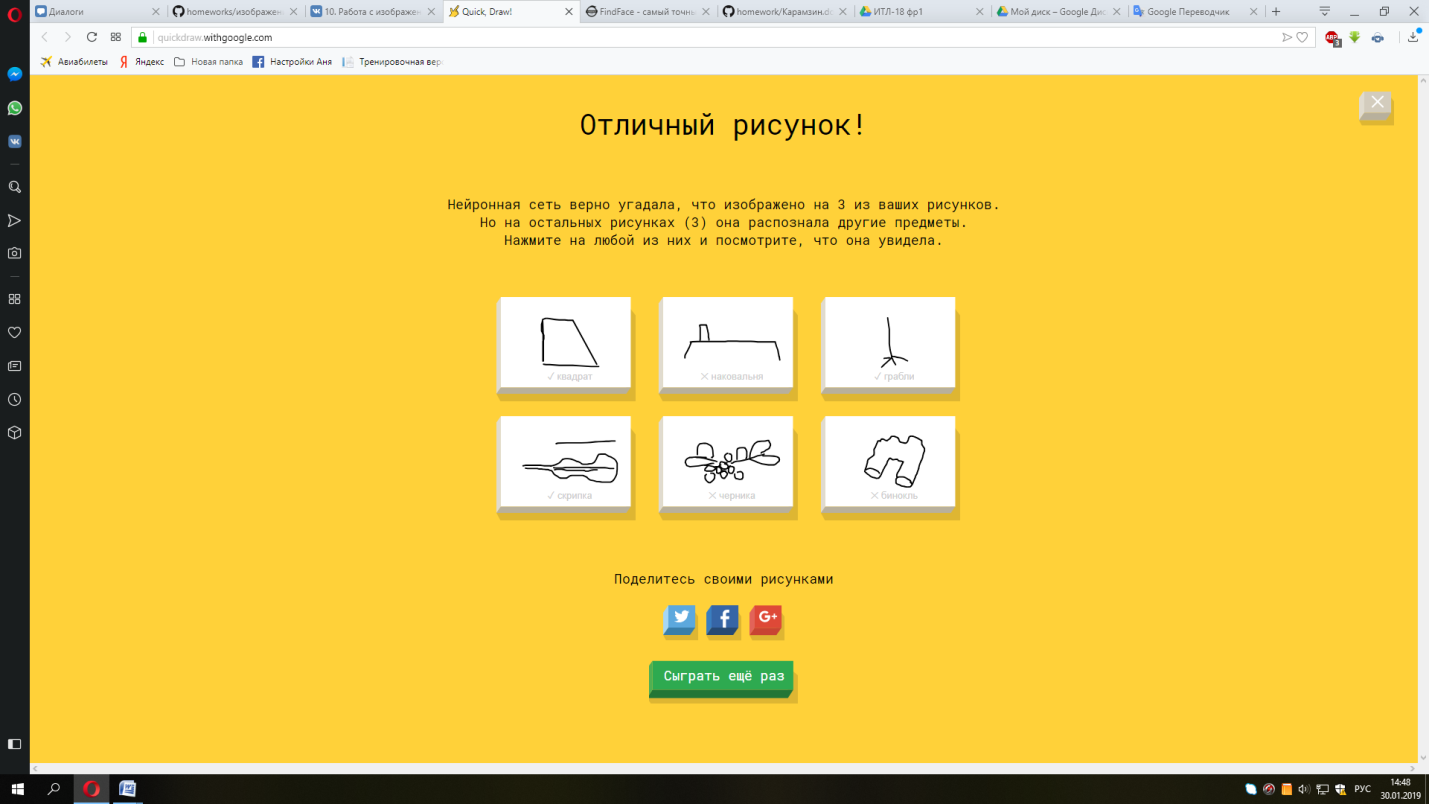 Диалоги
homeworks/изображен
10. Работа с изображен
Quick, Draw!
FindFace - самый точны
homework/Карамзин.do
ИТЛ-18 фр1
Мой диск – Google Дис
Google Переводчик
quickdraw.withgoogle.com
ABP
3
Авиабилеты
Яндекс
Новая папка
Настройки Аня
Тренировочная вер
Отличный рисунок!
Нейронная сеть верно угадала, что изображено на 3 из ваших рисунков.
Но на остальных рисунках (3) она распознала другие предметы.
Нажмите на любой из них и посмотрите, что она увидела.
✓ квадрат
✕ наковальня
✓ грабли
✓ скрипка
✕ черника
✕ бинокль
Поделитесь своими рисунками
G+
Сыграть ещё раз
РУС
14:48
30.01.2019